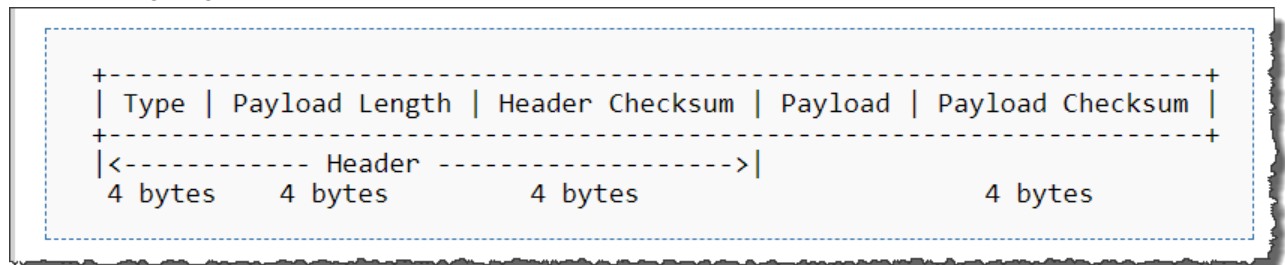 +----------------------------------------------------------------------+
| Type | Payload Length | Header Checksum | Payload | Payload Checksum |
+----------------------------------------------------------------------+
|<------------ Header ------------------->|
4 bytes    4 bytes         4 bytes                      4 bytes